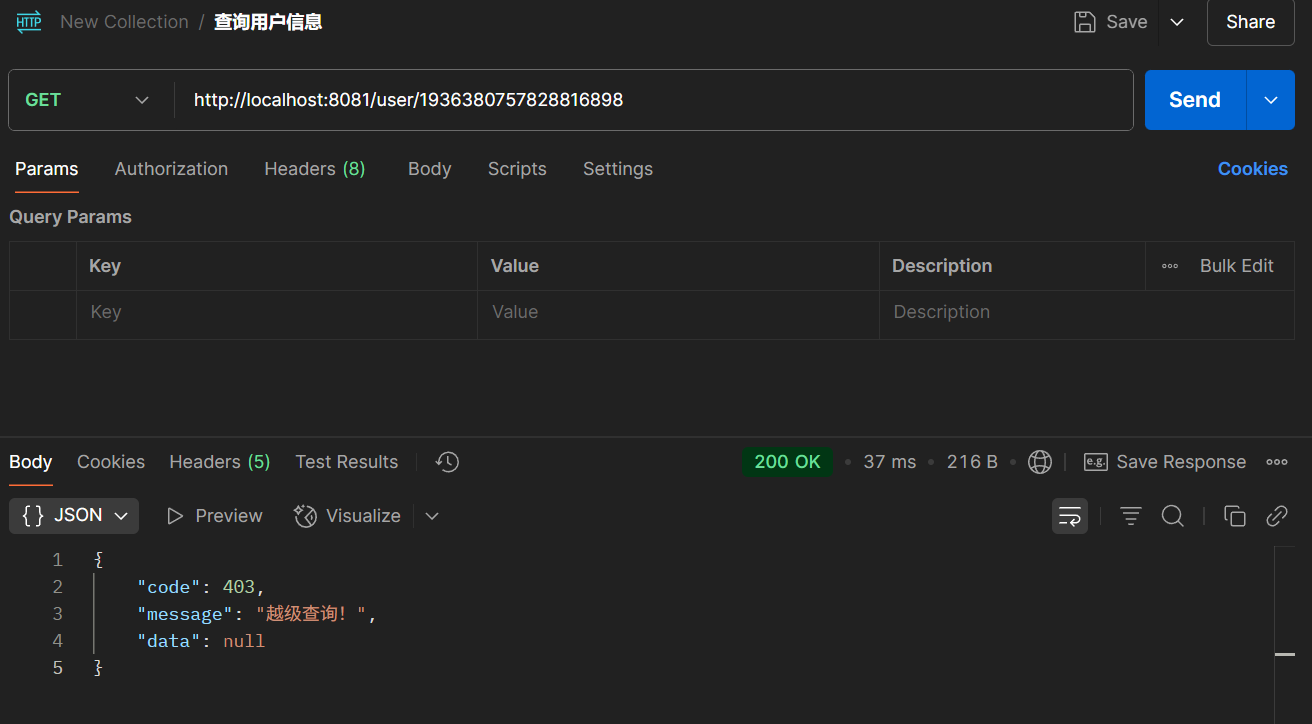 HTTP New Collection / 查询用户信息 Save Share
GET http://localhost:8081/user/1936380757828816898 Send
Params Authorization Headers (8) Body Scripts Settings Cookies
Query Params
Key Value Description Bulk Edit
Key Value Description
Body Cookies Headers (5) Test Results 200 OK 37 ms 216 B e.g. Save Response
{} JSON Preview Visualize
1 {
2 "code": 403,
3 "message": "越级查询！",
4 "data": null
5 }